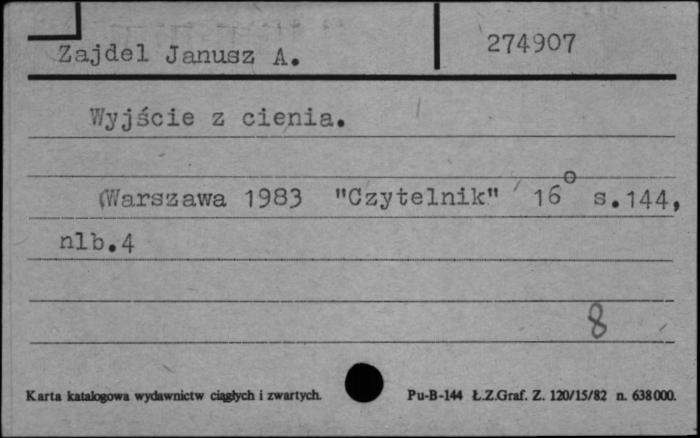 Zajdel Janusz A. 274907
Wyjście z cienia.
Warszawa 1983 "Czytelnik" 16° s.144,
nlb.4
8
Karta katalogowa wydawnictw ciągłych i zwartych. Pu-B-144 Ł.Z.Graf. Z. 120/15/82 n. 638000.